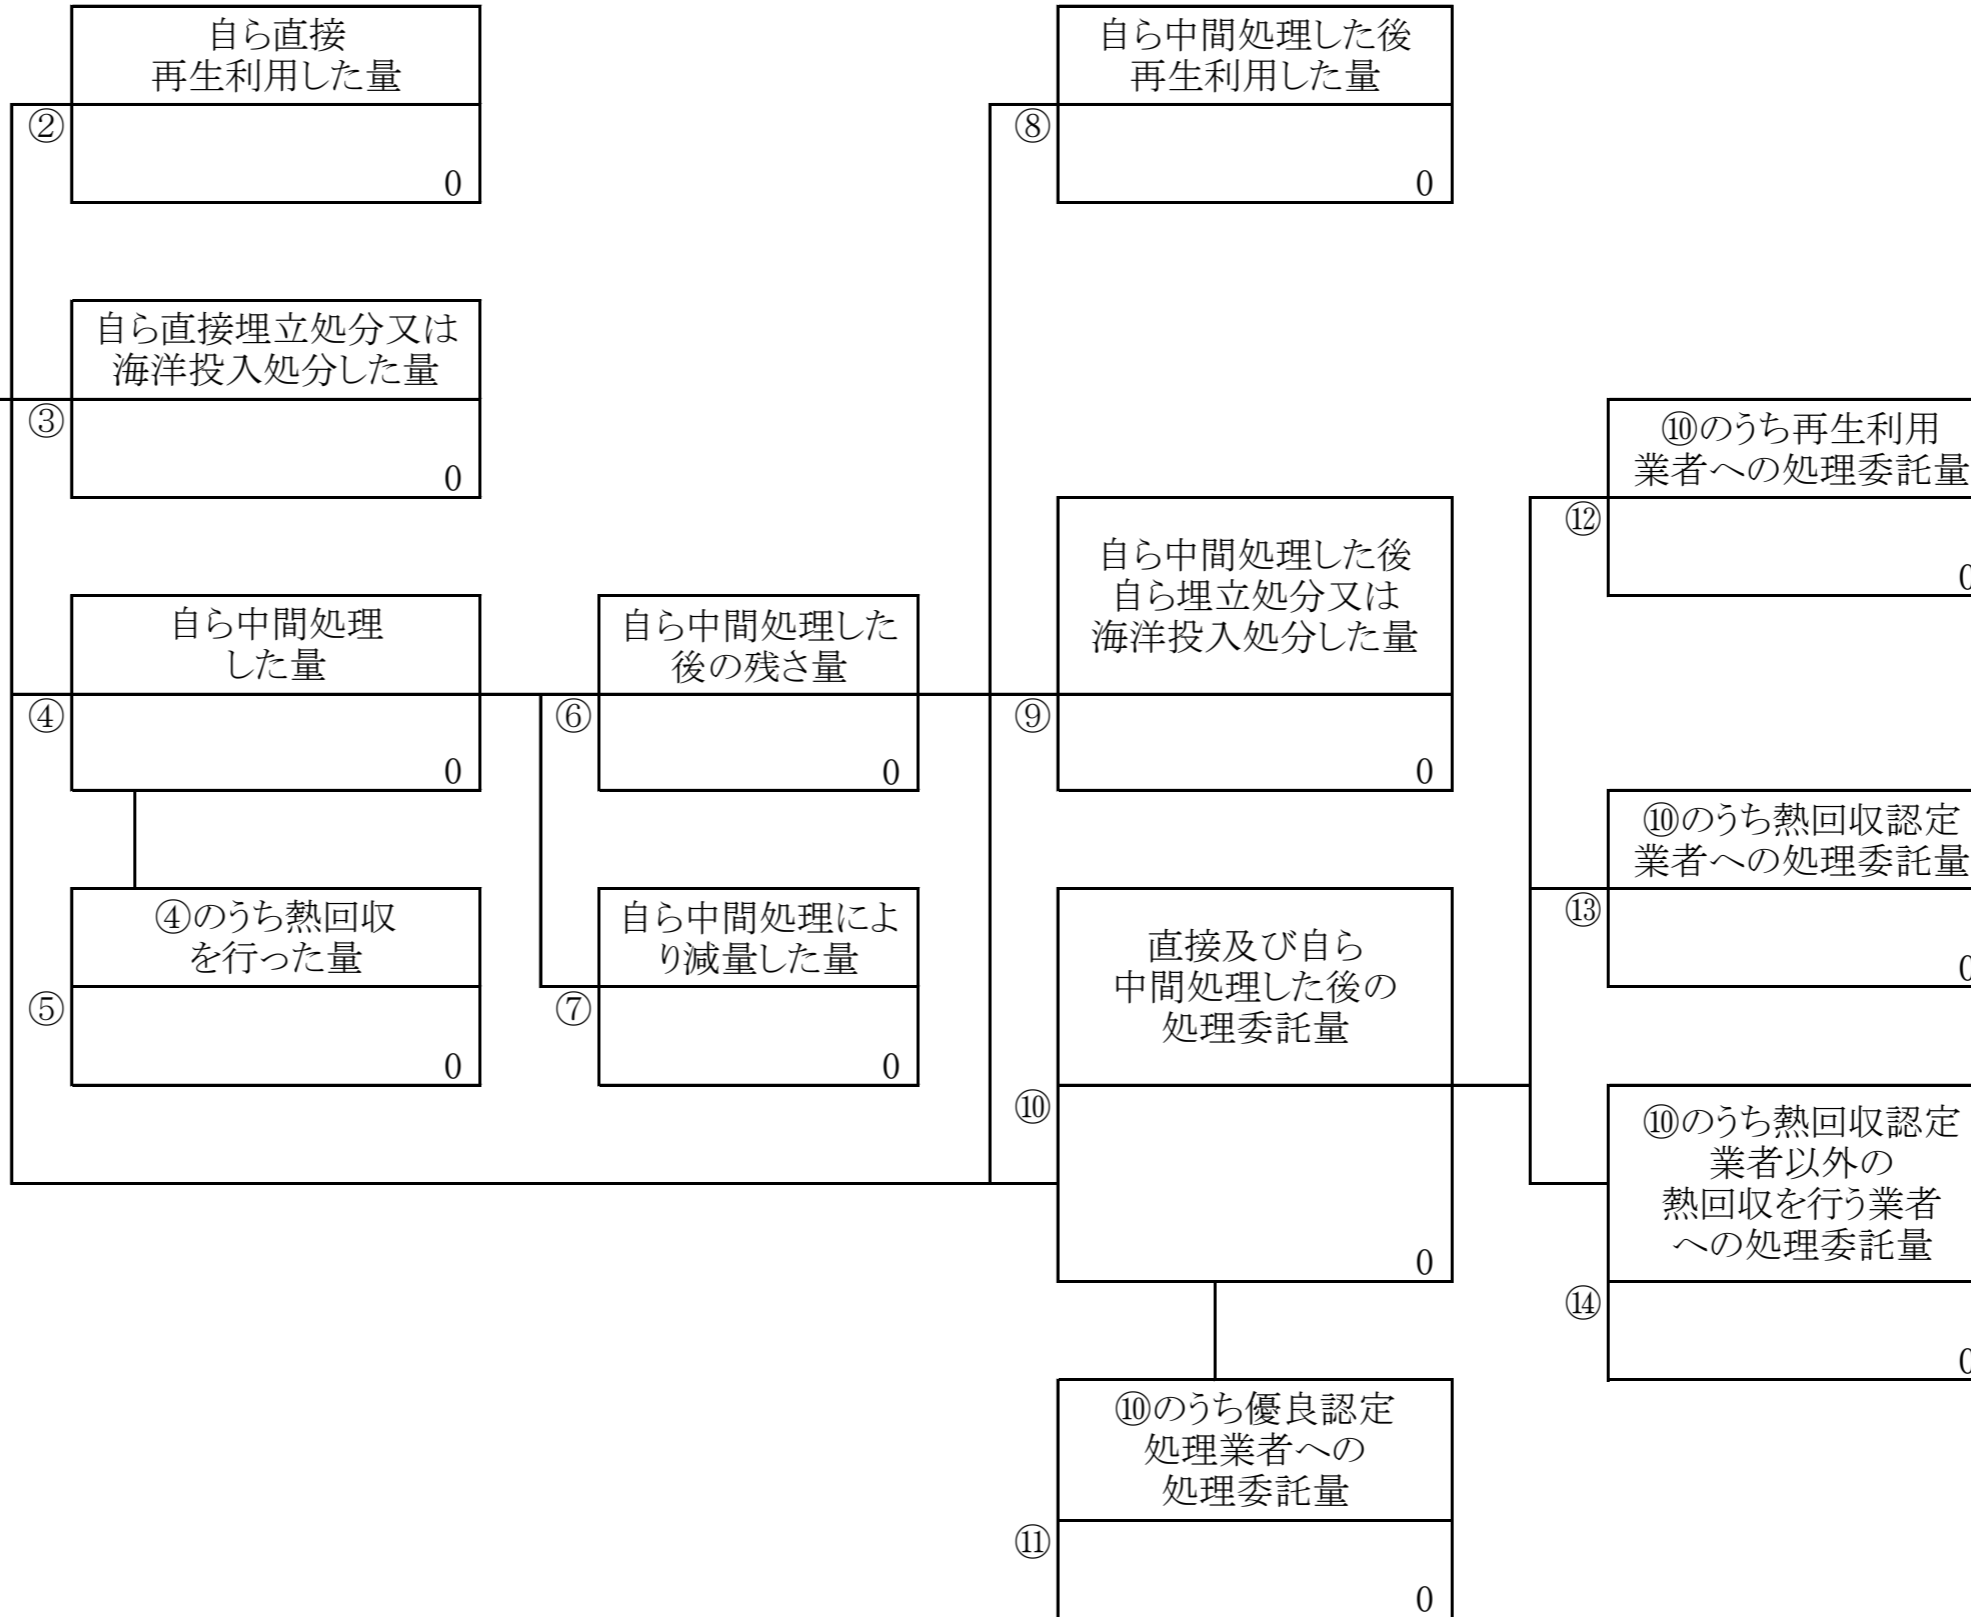 自ら直接
再生利用した量
②
0
自ら直接埋立処分又は
海洋投入処分した量
③
0
自ら中間処理
した量
④
0
④のうち熱回収
を行った量
⑤
0
自ら中間処理した
後の残さ量
⑥
0
自ら中間処理によ
り減量した量
⑦
0
自ら中間処理した後
再生利用した量
⑧
0
自ら中間処理した後
自ら埋立処分又は
海洋投入処分した量
⑨
0
直接及び自ら
中間処理した後の
処理委託量
⑩
0
⑩のうち優良認定
処理業者への
処理委託量
⑪
0
⑩のうち再生利用
業者への処理委託量
⑫
0
⑩のうち熱回収認定
業者への処理委託量
⑬
0
⑩のうち熱回収認定
業者以外の
熱回収を行う業者
への処理委託量
⑭
0